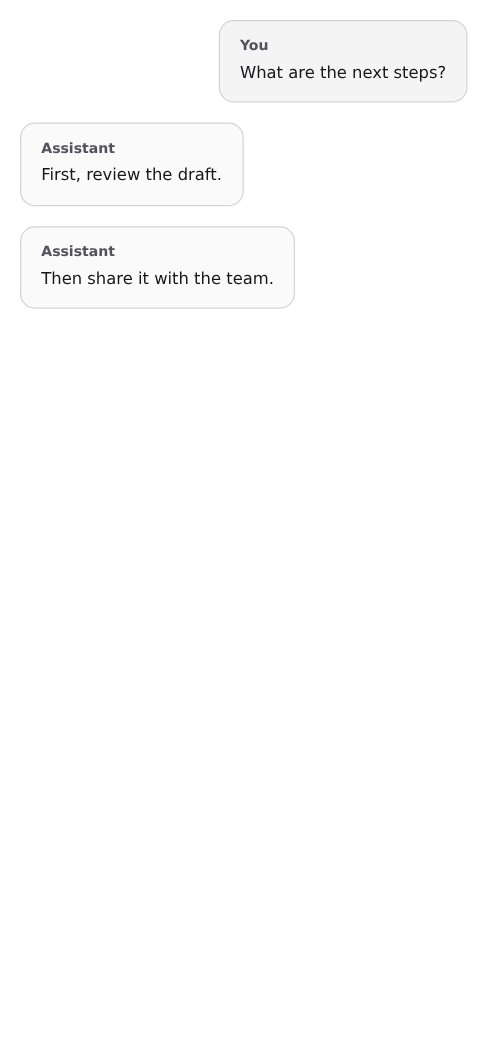 You
What are the next steps?
Assistant
First, review the draft.
Assistant
Then share it with the team.